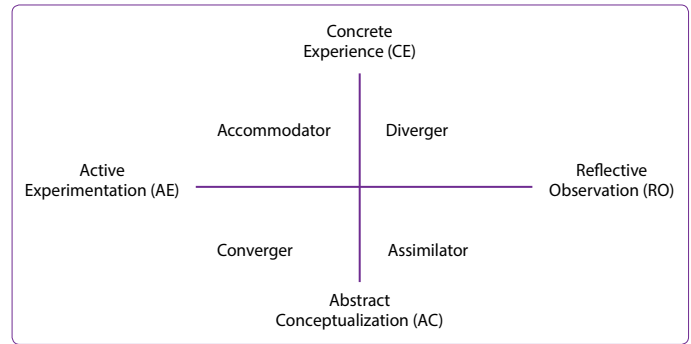 Concrete
Experience (CE)
Accommodator
Diverger
Active
Experimentation (AE)
Reflective
Observation (RO)
Converger
Assimilator
Abstract
Conceptualization (AC)